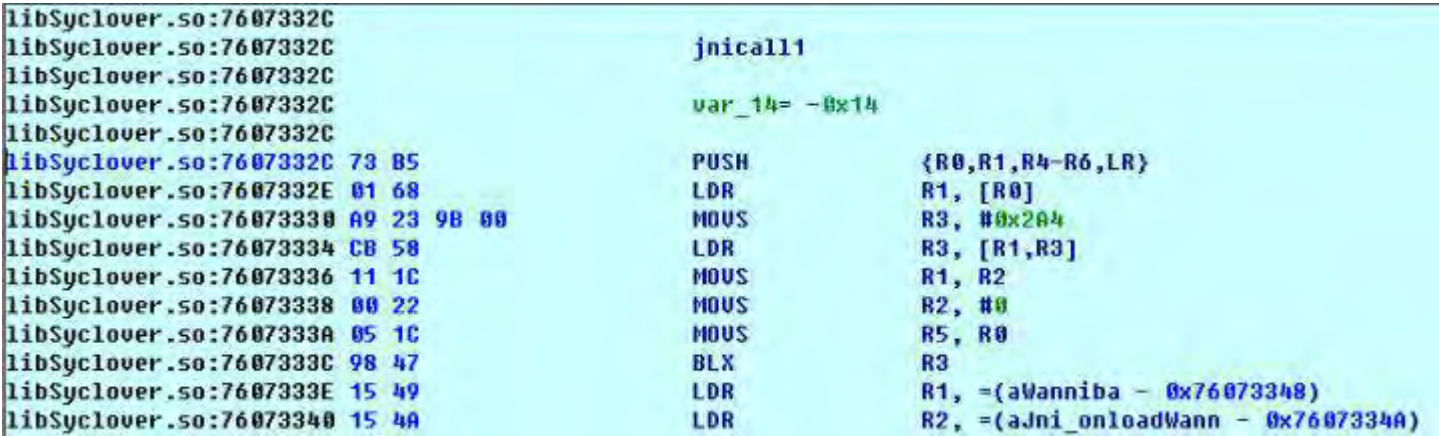 libSyclover.so:7607332C
libSyclover.so:7607332C jnicall1
libSyclover.so:7607332C
libSyclover.so:7607332C var_14= -0x14
libSyclover.so:7607332C
libSyclover.so:7607332C 73 B5 PUSH {R0,R1,R4-R6,LR}
libSyclover.so:7607332E 01 68 LDR R1, [R0]
libSyclover.so:76073330 A9 23 9B 00 MOVS R3, #0x2A4
libSyclover.so:76073334 CB 58 LDR R3, [R1,R3]
libSyclover.so:76073336 11 1C MOVS R1, R2
libSyclover.so:76073338 00 22 MOVS R2, #0
libSyclover.so:7607333A 05 1C MOVS R5, R0
libSyclover.so:7607333C 98 47 BLX R3
libSyclover.so:7607333E 15 49 LDR R1, =(aWanniba - 0x76073348)
libSyclover.so:76073340 15 4A LDR R2, =(aJni_onloadWann - 0x7607334A)